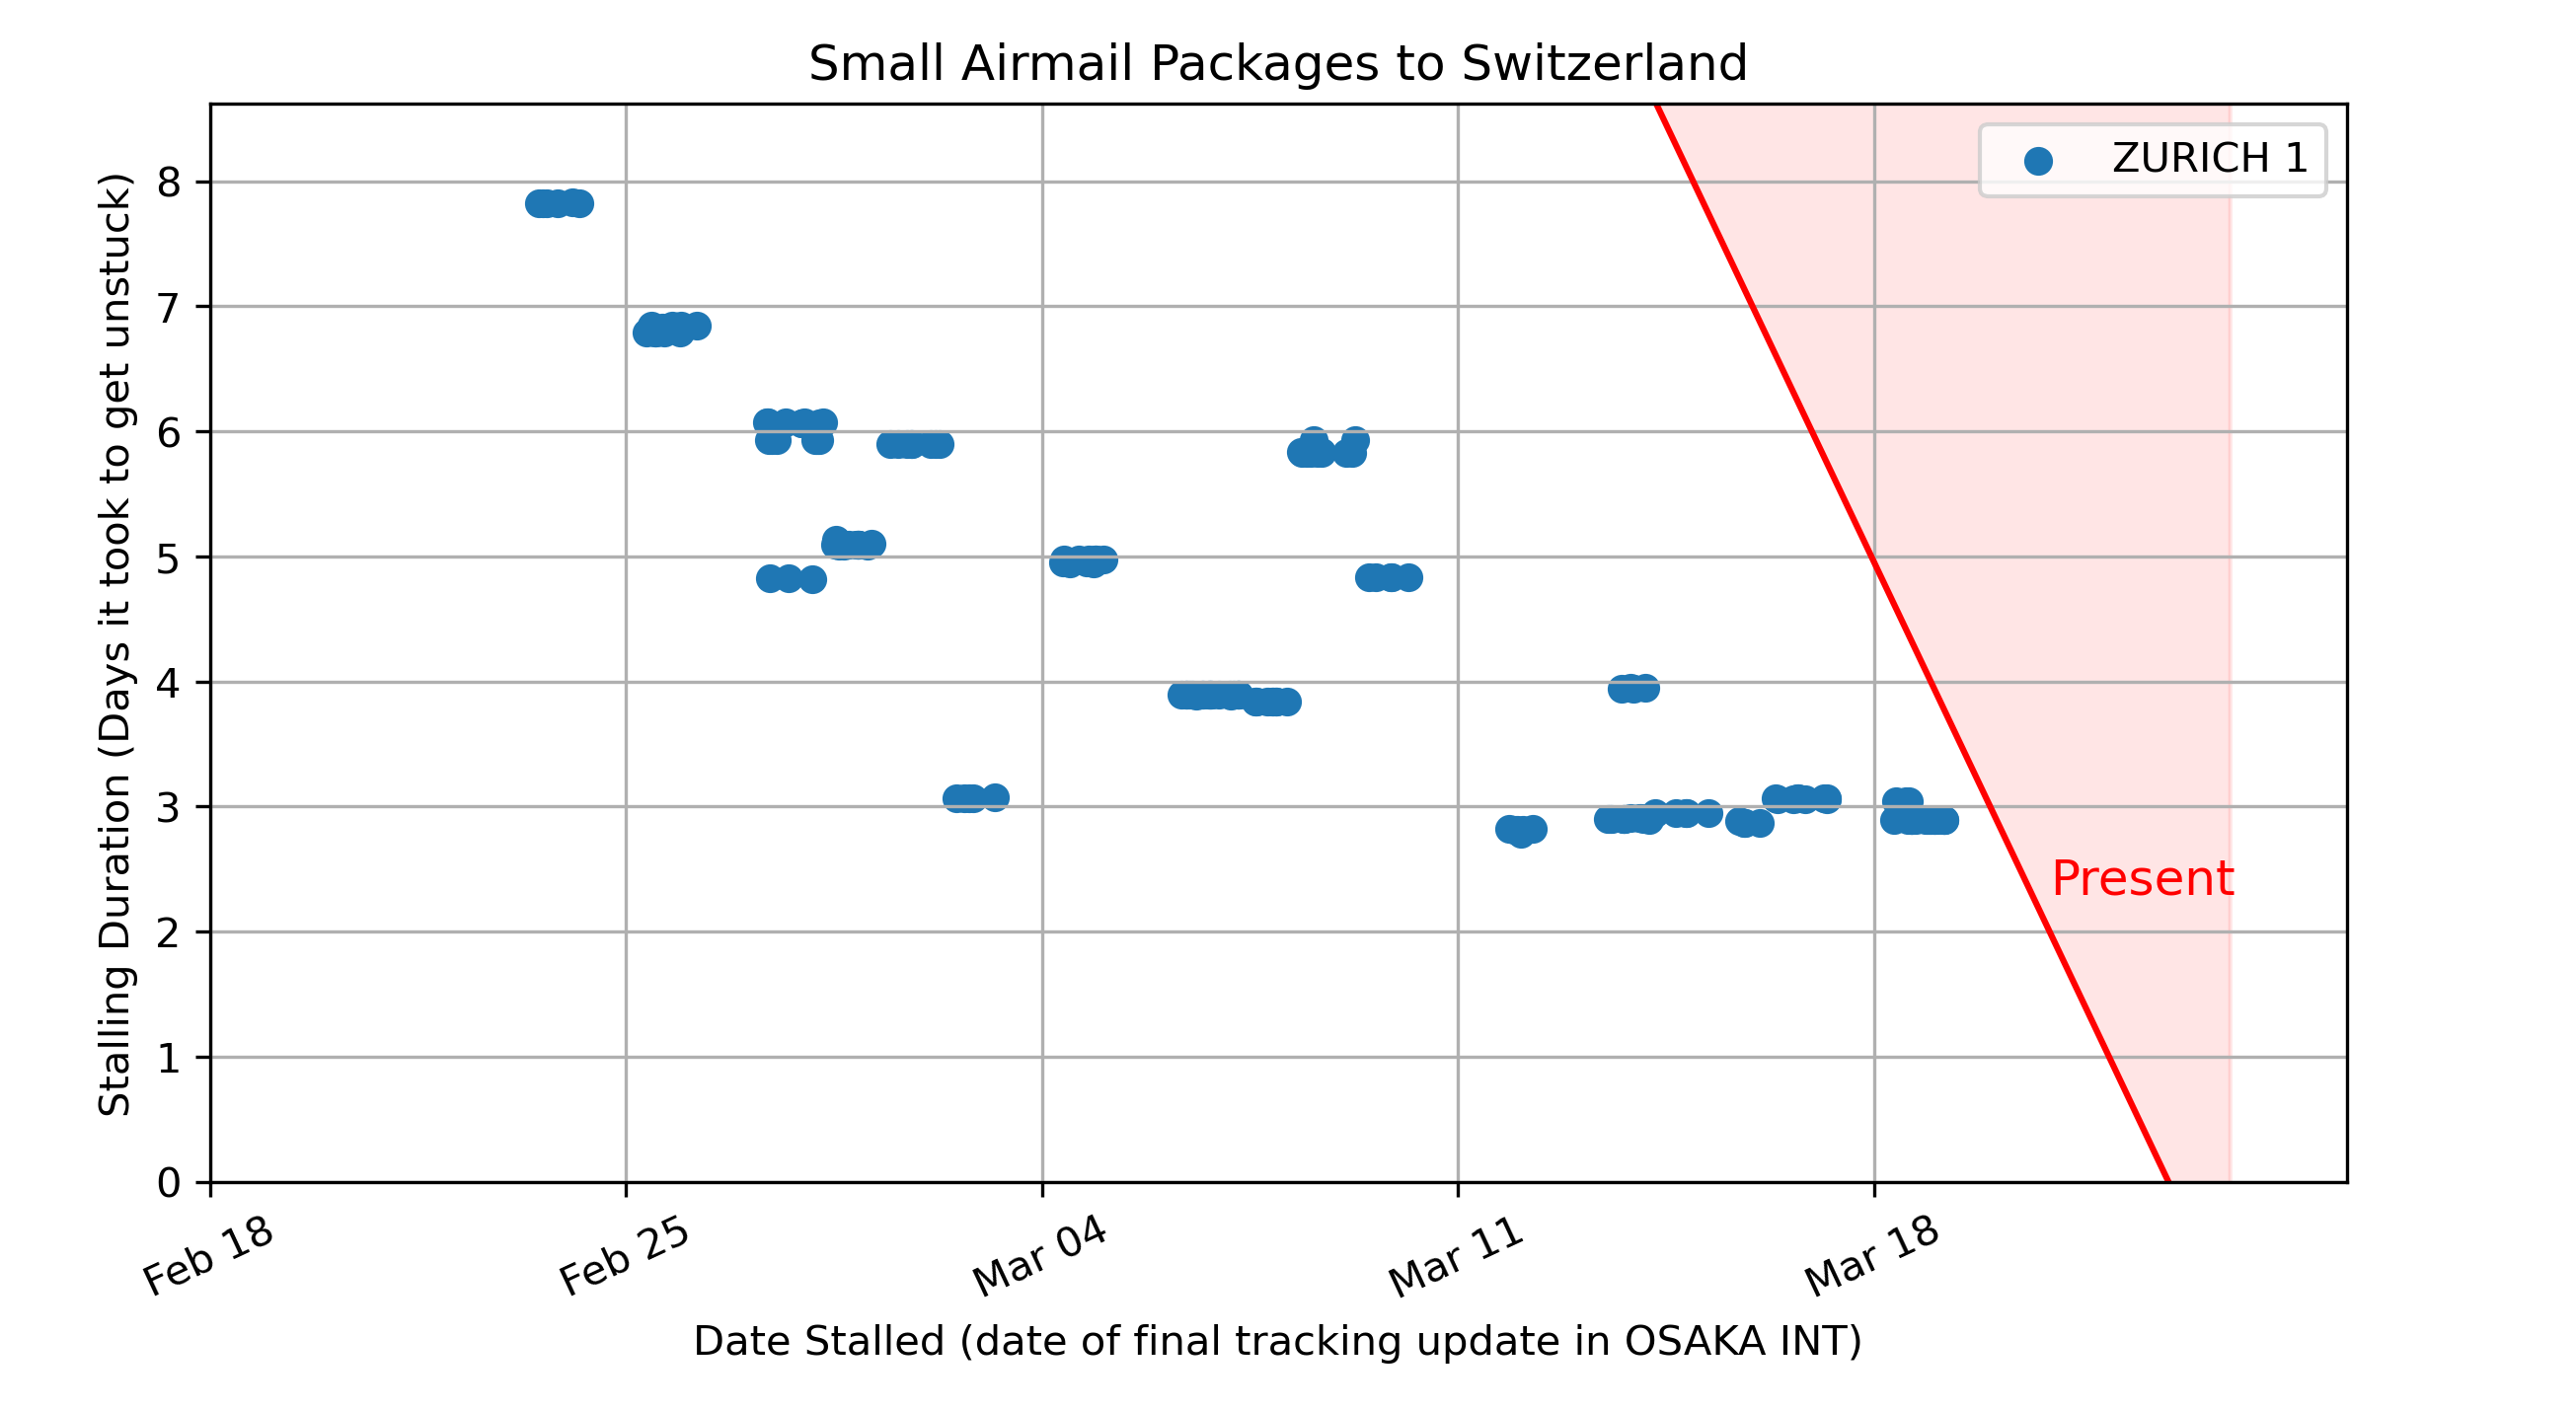 Small Airmail Packages to Switzerland
ZURICH 1
Stalling Duration (Days it took to get unstuck)
8
7
6
5
4
3
2
1
0
Present
Feb 18
Feb 25
Mar 04
Mar 11
Mar 18
Date Stalled (date of final tracking update in OSAKA INT)